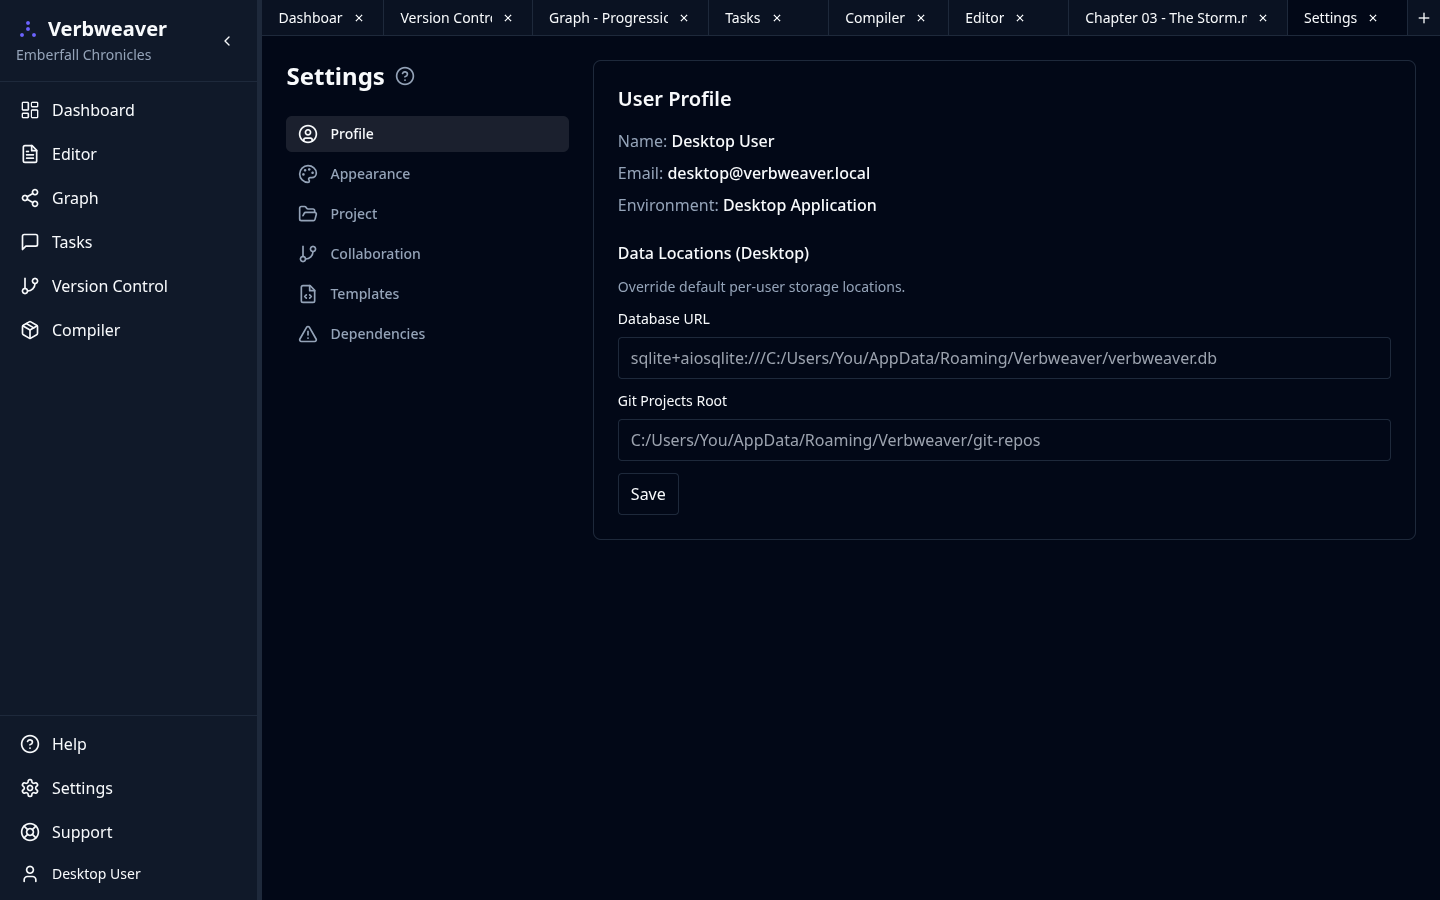 Verbweaver
Emberfall Chronicles
Dashboard
Editor
Graph
Tasks
Version Control
Compiler
Help
Settings
Support
Desktop User
Dashboar
Version Contr
Graph - Progressic
Tasks
Compiler
Editor
Chapter 03 - The Storm.r
Settings
Settings
Profile
Appearance
Project
Collaboration
Templates
Dependencies
User Profile
Name: Desktop User
Email: desktop@verbweaver.local
Environment: Desktop Application
Data Locations (Desktop)
Override default per-user storage locations.
Database URL
sqlite+aiosqlite:///C:/Users/You/AppData/Roaming/Verbweaver/verbweaver.db
Git Projects Root
C:/Users/You/AppData/Roaming/Verbweaver/git-repos
Save